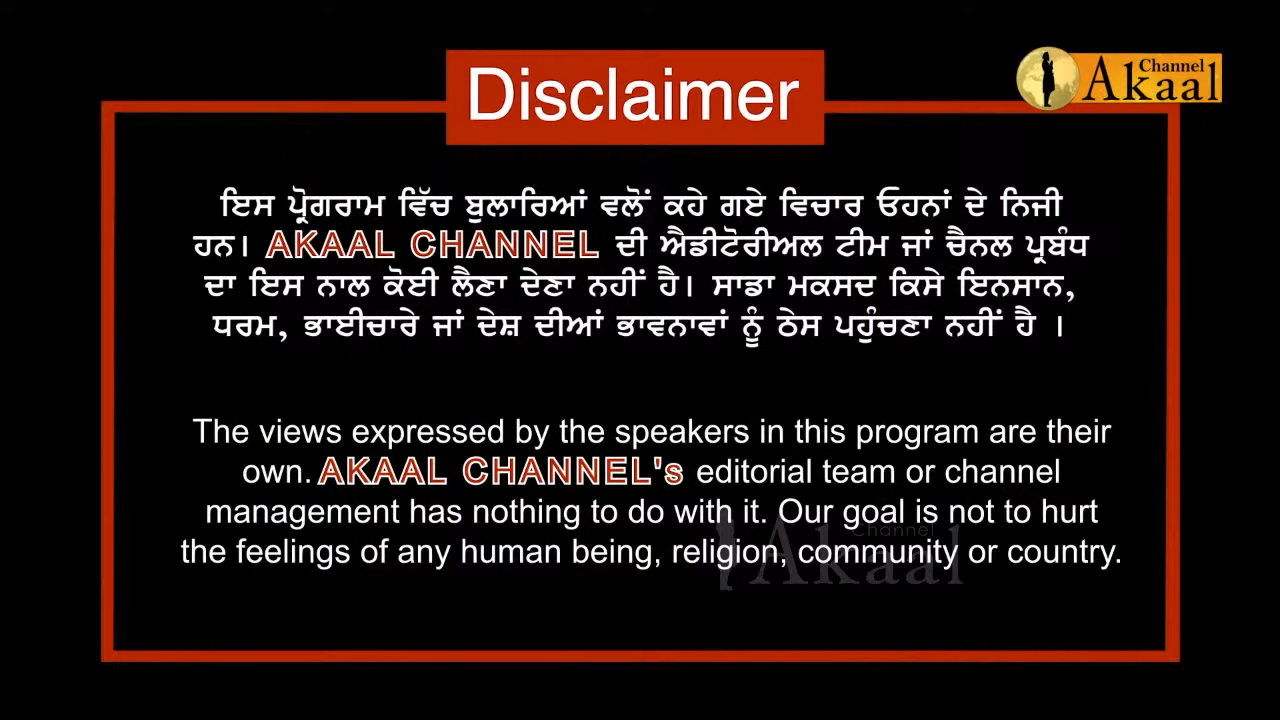 Disclaimer
Channel
Akaal
ਇਸ ਪ੍ਰੋਗਰਾਮ ਵਿੱਚ ਬੁਲਾਰਿਆਂ ਵਲੋਂ ਕਹੇ ਗਏ ਵਿਚਾਰ ਓਹਨਾਂ ਦੇ ਨਿਜੀ
ਹਨ। AKAAL CHANNEL ਦੀ ਐਡੀਟੋਰੀਅਲ ਟੀਮ ਜਾਂ ਚੈਨਲ ਪ੍ਰਬੰਧ
ਦਾ ਇਸ ਨਾਲ ਕੋਈ ਲੈਣਾ ਦੇਣਾ ਨਹੀਂ ਹੈ। ਸਾਡਾ ਮਕਸਦ ਕਿਸੇ ਇਨਸਾਨ,
ਧਰਮ, ਭਾਈਚਾਰੇ ਜਾਂ ਦੇਸ਼ ਦੀਆਂ ਭਾਵਨਾਵਾਂ ਨੂੰ ਠੇਸ ਪਹੁੰਚਣਾ ਨਹੀਂ ਹੈ ।
The views expressed by the speakers in this program are their
own. AKAAL CHANNEL's editorial team or channel
management has nothing to do with it. Our goal is not to hurt
the feelings of any human being, religion, community or country.
Channel
Akaal